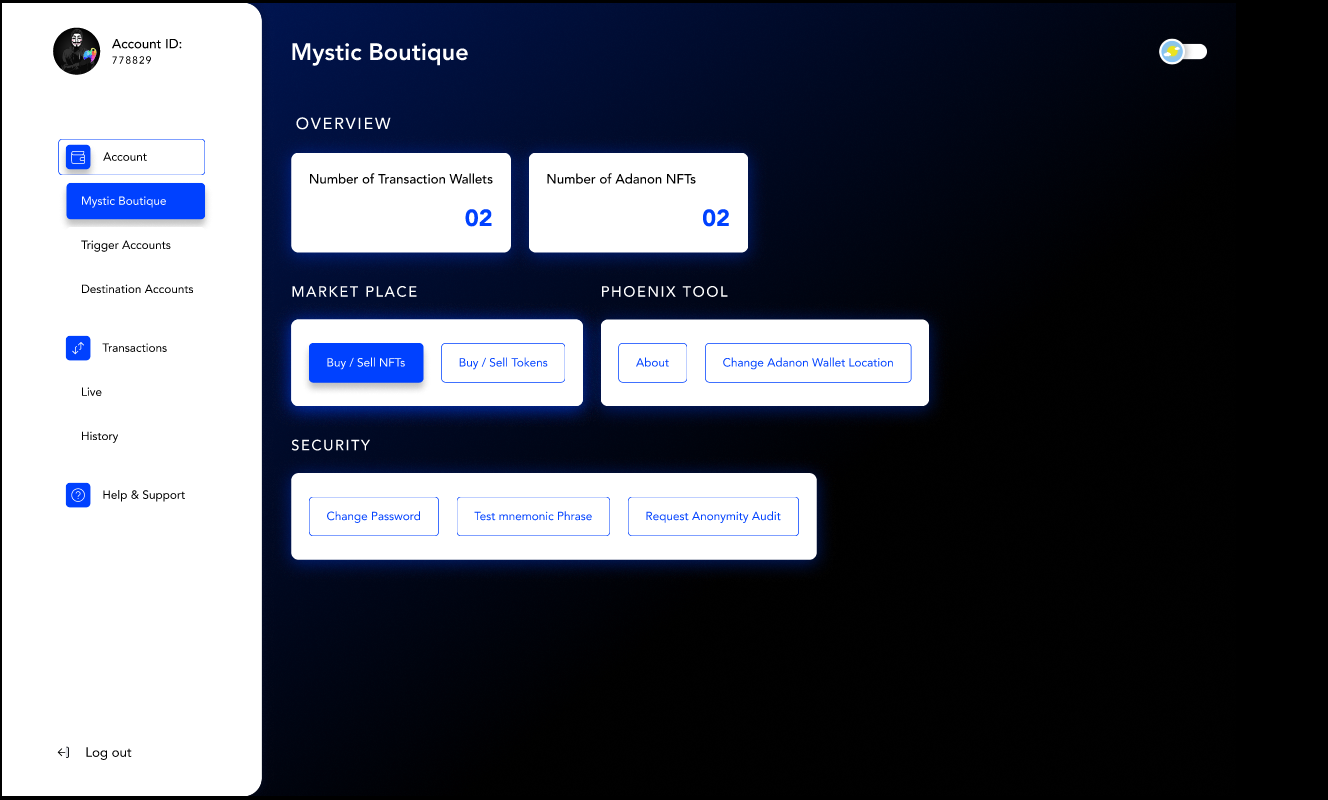 Account ID:
778829
Account
Mystic Boutique
Trigger Accounts
Destination Accounts
Transactions
Live
History
Help & Support
Log out
Mystic Boutique
OVERVIEW
Number of Transaction Wallets
02
Number of Adanon NFTs
02
MARKET PLACE
Buy / Sell NFTs
Buy / Sell Tokens
PHOENIX TOOL
About
Change Adanon Wallet Location
SECURITY
Change Password
Test mnemonic Phrase
Request Anonymity Audit